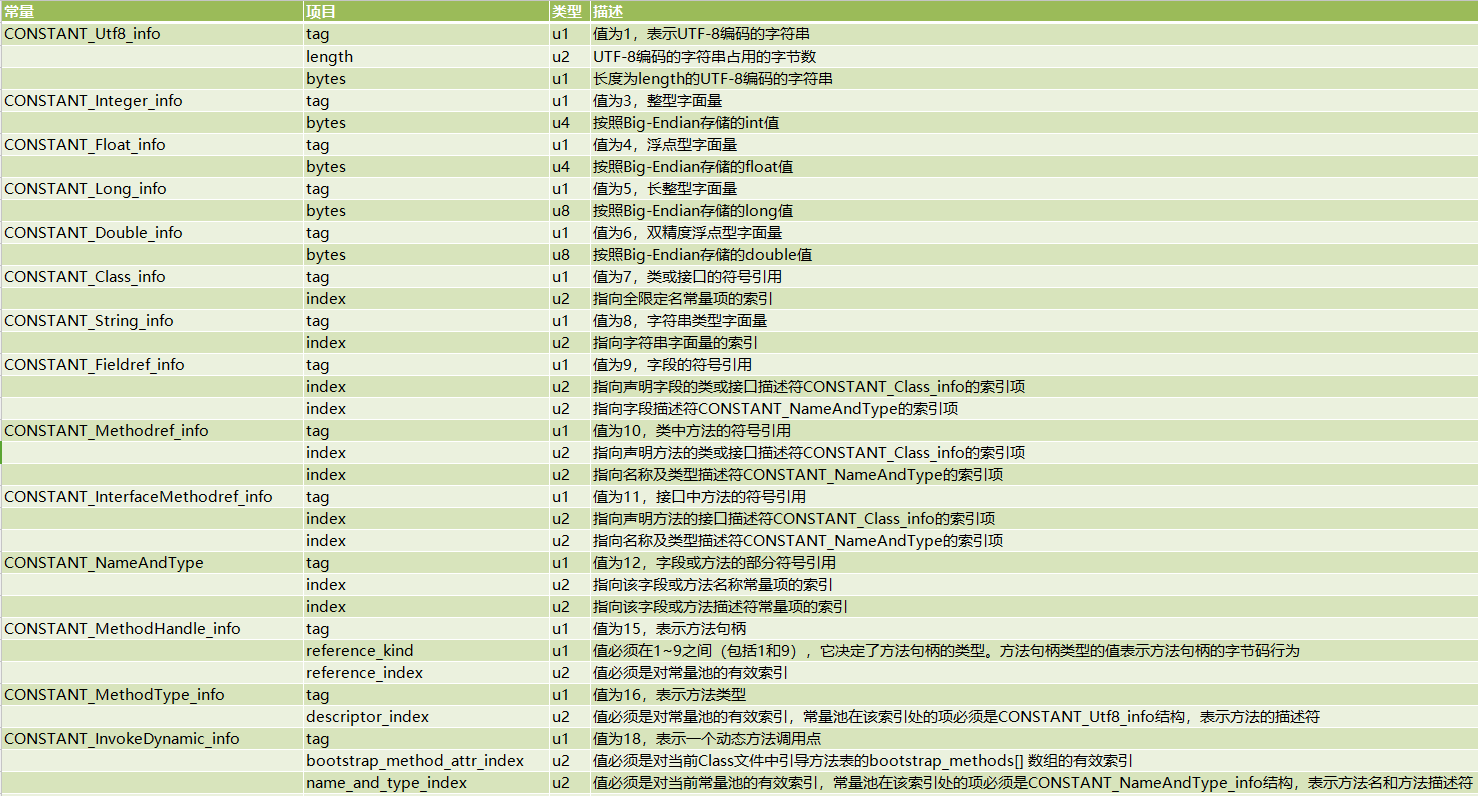 常量 项目 类型 描述
CONSTANT_Utf8_info tag u1 值为1，表示UTF-8编码的字符串
length u2 UTF-8编码的字符串占用的字节数
bytes u1 长度为length的UTF-8编码的字符串
CONSTANT_Integer_info tag u1 值为3，整型字面量
bytes u4 按照Big-Endian存储的int值
CONSTANT_Float_info tag u1 值为4，浮点型字面量
bytes u4 按照Big-Endian存储的float值
CONSTANT_Long_info tag u1 值为5，长整型字面量
bytes u8 按照Big-Endian存储的long值
CONSTANT_Double_info tag u1 值为6，双精度浮点型字面量
bytes u8 按照Big-Endian存储的double值
CONSTANT_Class_info tag u1 值为7，类或接口的符号引用
index u2 指向全限定名常量项的索引
CONSTANT_String_info tag u1 值为8，字符串类型字面量
index u2 指向字符串字面量的索引
CONSTANT_Fieldref_info tag u1 值为9，字段的符号引用
index u2 指向声明字段的类或接口描述符CONSTANT_Class_info的索引项
index u2 指向字段描述符CONSTANT_NameAndType的索引项
CONSTANT_Methodref_info tag u1 值为10，类中方法的符号引用
index u2 指向声明方法的类或接口描述符CONSTANT_Class_info的索引项
index u2 指向名称及类型描述符CONSTANT_NameAndType的索引项
CONSTANT_InterfaceMethodref_info tag u1 值为11，接口中方法的符号引用
index u2 指向声明方法的接口描述符CONSTANT_Class_info的索引项
index u2 指向名称及类型描述符CONSTANT_NameAndType的索引项
CONSTANT_NameAndType tag u1 值为12，字段或方法的部分符号引用
index u2 指向该字段或方法名称常量项的索引
index u2 指向该字段或方法描述符常量项的索引
CONSTANT_MethodHandle_info tag u1 值为15，表示方法句柄
reference_kind u1 值必须在1~9之间（包括1和9），它决定了方法句柄的类型。方法句柄类型的值表示方法句柄的字节码行为
reference_index u2 值必须是对常量池的有效索引
CONSTANT_MethodType_info tag u1 值为16，表示方法类型
descriptor_index u2 值必须是对常量池的有效索引，常量池在该索引处的项必须是CONSTANT_Utf8_info结构，表示方法的描述符
CONSTANT_InvokeDynamic_info tag u1 值为18，表示一个动态方法调用点
bootstrap_method_attr_index u2 值必须是对当前Class文件中引导方法表的bootstrap_methods[] 数组的有效索引
name_and_type_index u2 值必须是对当前常量池的有效索引，常量池在该索引处的项必须是CONSTANT_NameAndType_info结构，表示方法名和方法描述符